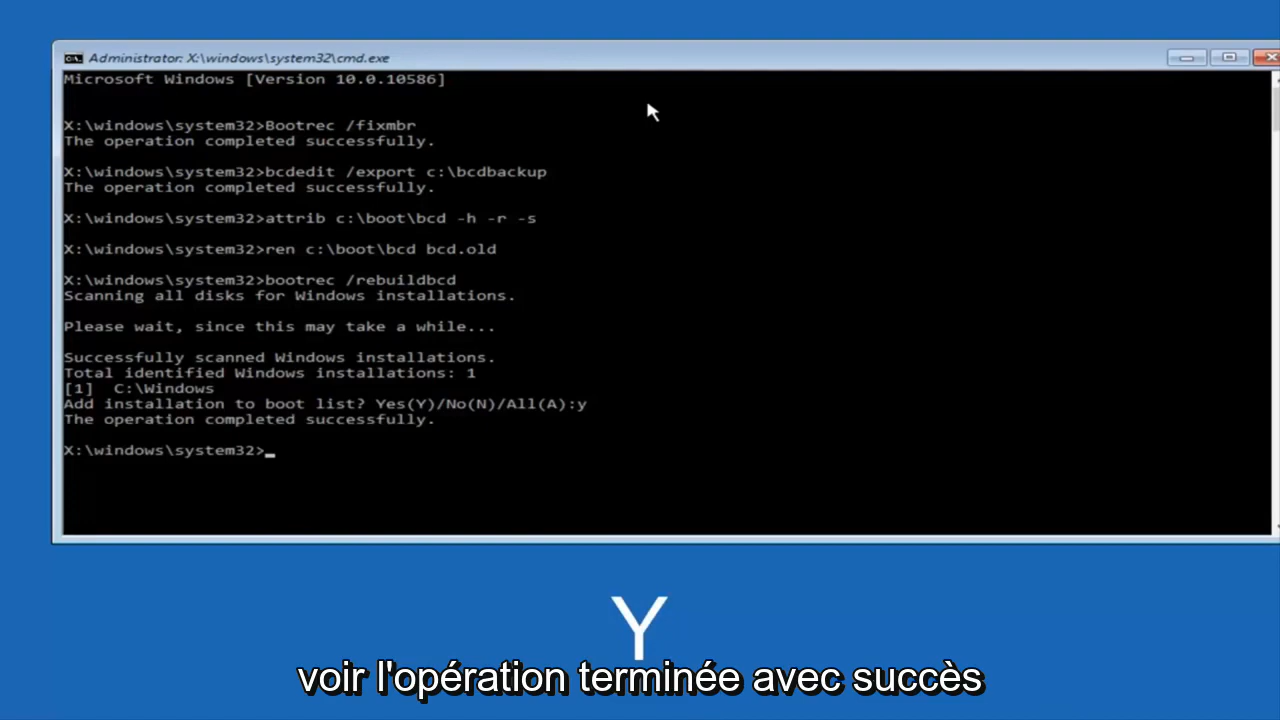 Administrator: X:\windows\system32\cmd.exe
Microsoft Windows [Version 10.0.10586]
X:\windows\system32>Bootrec /fixmbr
The operation completed successfully.
X:\windows\system32>bcdedit /export c:\bcdbackup
The operation completed successfully.
X:\windows\system32>attrib c:\boot\bcd -h -r -s
X:\windows\system32>ren c:\boot\bcd bcd.old
X:\windows\system32>bootrec /rebuildbcd
Scanning all disks for Windows installations.
Please wait, since this may take a while...
Successfully scanned Windows installations.
Total identified Windows installations: 1
[1]  C:\Windows
Add installation to boot list? Yes(Y)/No(N)/All(A):y
The operation completed successfully.
X:\windows\system32>_
Y
voir l'opération terminée avec succès